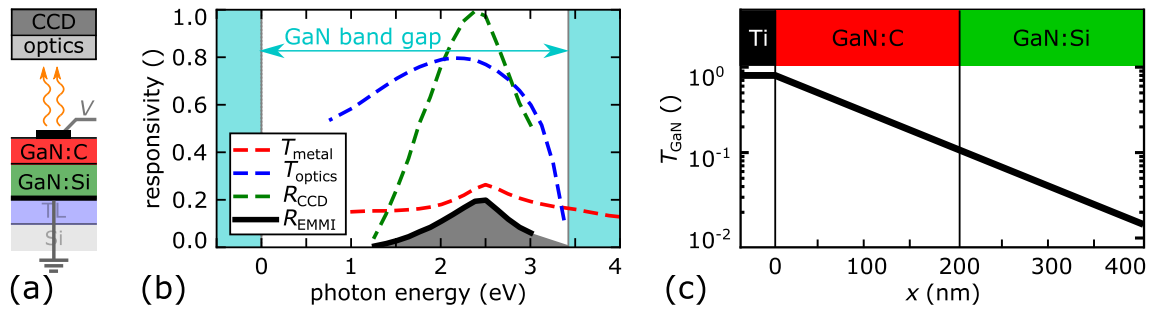 CCD
optics
V
GaN:C
GaN:Si
TL
Si
(a)
responsivity ()
1.0
0.8
0.6
0.4
0.2
0.0
GaN band gap
T_metal
T_optics
R_CCD
R_EMMI
0 1 2 3 4
photon energy (eV)
(b)
Ti GaN:C GaN:Si
T_GaN ()
10^0
10^-1
10^-2
0 100 200 300 400
x (nm)
(c)